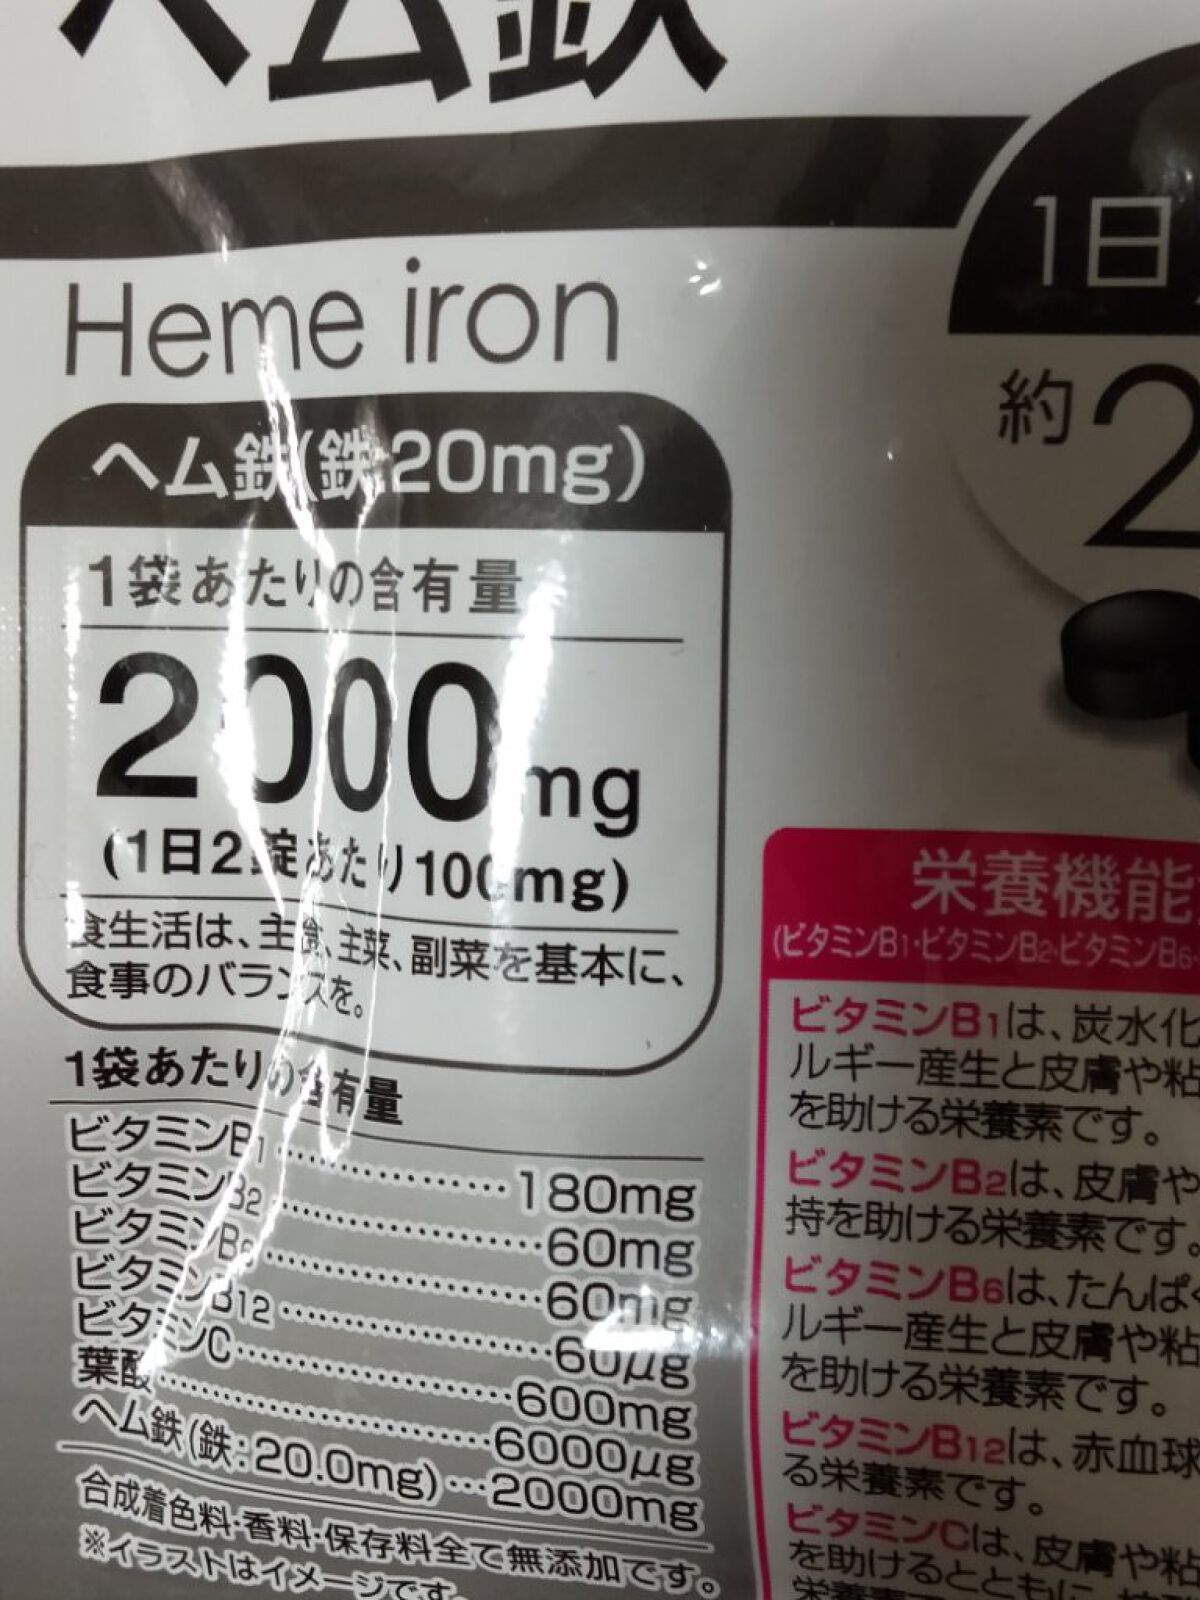 ヘム鉄
1日
約2
Heme iron
ヘム鉄(鉄20mg)
1袋あたりの含有量
2000mg
(1日2錠あたり100mg)
食生活は、主食、主菜、副菜を基本に、
食事のバランスを。
1袋あたりの含有量
ビタミンB1…180mg
ビタミンB2…60mg
ビタミンB6…60mg
ビタミンB12…60μg
ビタミンC…600mg
葉酸…6000μg
ヘム鉄(鉄:20.0mg)…2000mg
合成着色料・香料・保存料全て無添加です。
※イラストはイメージです。
栄養機能
(ビタミンB1・ビタミンB2・ビタミンB6・
ビタミンB1は、炭水化
ルギー産生と皮膚や粘
を助ける栄養素です。
ビタミンB2は、皮膚や
持を助ける栄養素です。
ビタミンB6は、たんぱく
ルギー産生と皮膚や粘
を助ける栄養素です。
ビタミンB12は、赤血球
る栄養素です。
ビタミンCは、皮膚や粘
を助けるとともに、